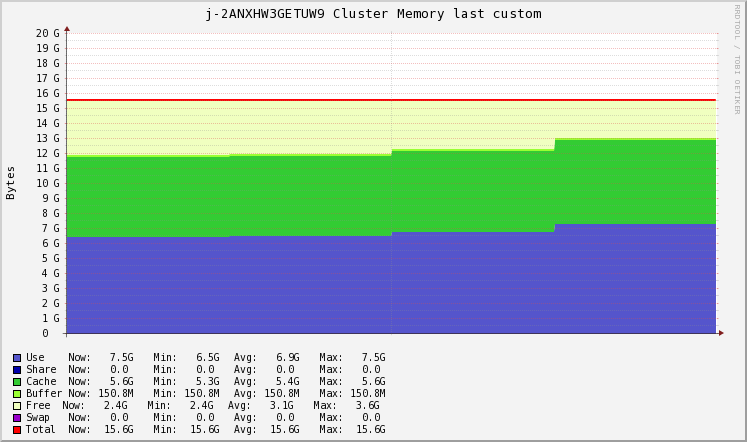 j-2ANXHW3GETUW9 Cluster Memory last custom
RRDTOOL / TOBI OETIKER
Bytes
20 G
19 G
18 G
17 G
16 G
15 G
14 G
13 G
12 G
11 G
10 G
9 G
8 G
7 G
6 G
5 G
4 G
3 G
2 G
1 G
0
Use Now: 7.5G Min: 6.5G Avg: 6.9G Max: 7.5G
Share Now: 0.0 Min: 0.0 Avg: 0.0 Max: 0.0
Cache Now: 5.6G Min: 5.3G Avg: 5.4G Max: 5.6G
Buffer Now: 150.8M Min: 150.8M Avg: 150.8M Max: 150.8M
Free Now: 2.4G Min: 2.4G Avg: 3.1G Max: 3.6G
Swap Now: 0.0 Min: 0.0 Avg: 0.0 Max: 0.0
Total Now: 15.6G Min: 15.6G Avg: 15.6G Max: 15.6G